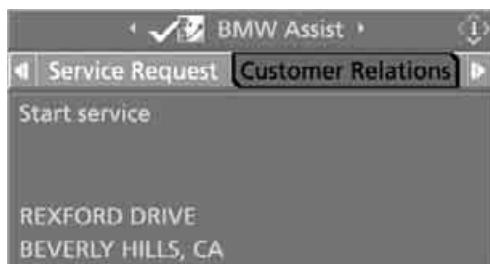 BMW Assist
Service Request Customer Relations
Start service
REXFORD DRIVE
BEVERLY HILLS, CA